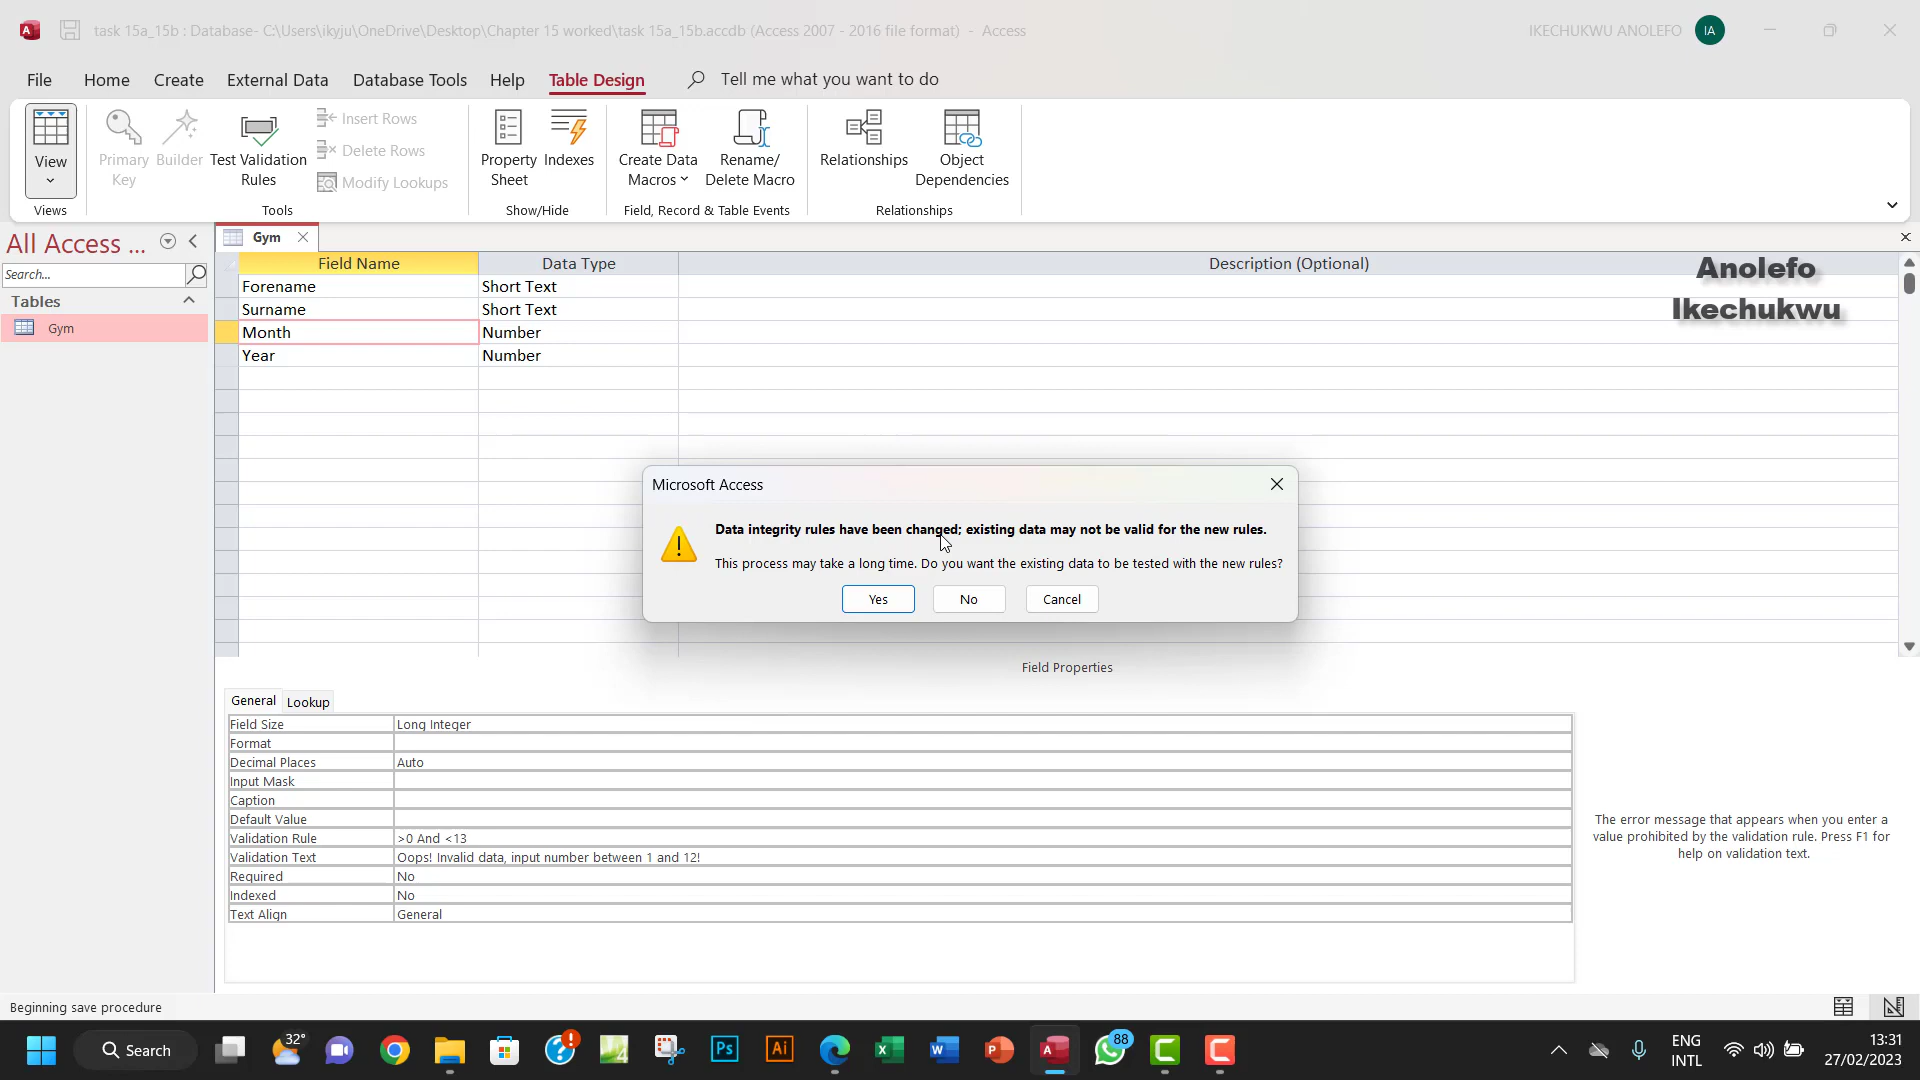 task 15a_15b : Database- C:\Users\ikyju\OneDrive\Desktop\Chapter 15 worked\task 15a_15b.accdb (Access 2007 - 2016 file format) - Access
IKECHUKWU ANOLEFO
IA
File
Home
Create
External Data
Database Tools
Help
Table Design
Tell me what you want to do
View
Primary Key
Builder
Test Validation Rules
Insert Rows
Delete Rows
Modify Lookups
Property Sheet
Indexes
Create Data Macros
Rename/ Delete Macro
Relationships
Object Dependencies
Views
Tools
Show/Hide
Field, Record & Table Events
Relationships
All Access ...
Search...
Tables
Gym
Gym
Field Name
Data Type
Description (Optional)
Forename
Short Text
Surname
Short Text
Month
Number
Year
Number
Anolefo
Ikechukwu
Microsoft Access
Data integrity rules have been changed; existing data may not be valid for the new rules.
This process may take a long time. Do you want the existing data to be tested with the new rules?
Yes
No
Cancel
Field Properties
General
Lookup
Field Size
Long Integer
Format
Decimal Places
Auto
Input Mask
Caption
Default Value
Validation Rule
>0 And <13
Validation Text
Oops! Invalid data, input number between 1 and 12!
Required
No
Indexed
No
Text Align
General
The error message that appears when you enter a
value prohibited by the validation rule. Press F1 for
help on validation text.
Beginning save procedure
Search
32°
Ps
Ai
88
ENG
INTL
13:31
27/02/2023